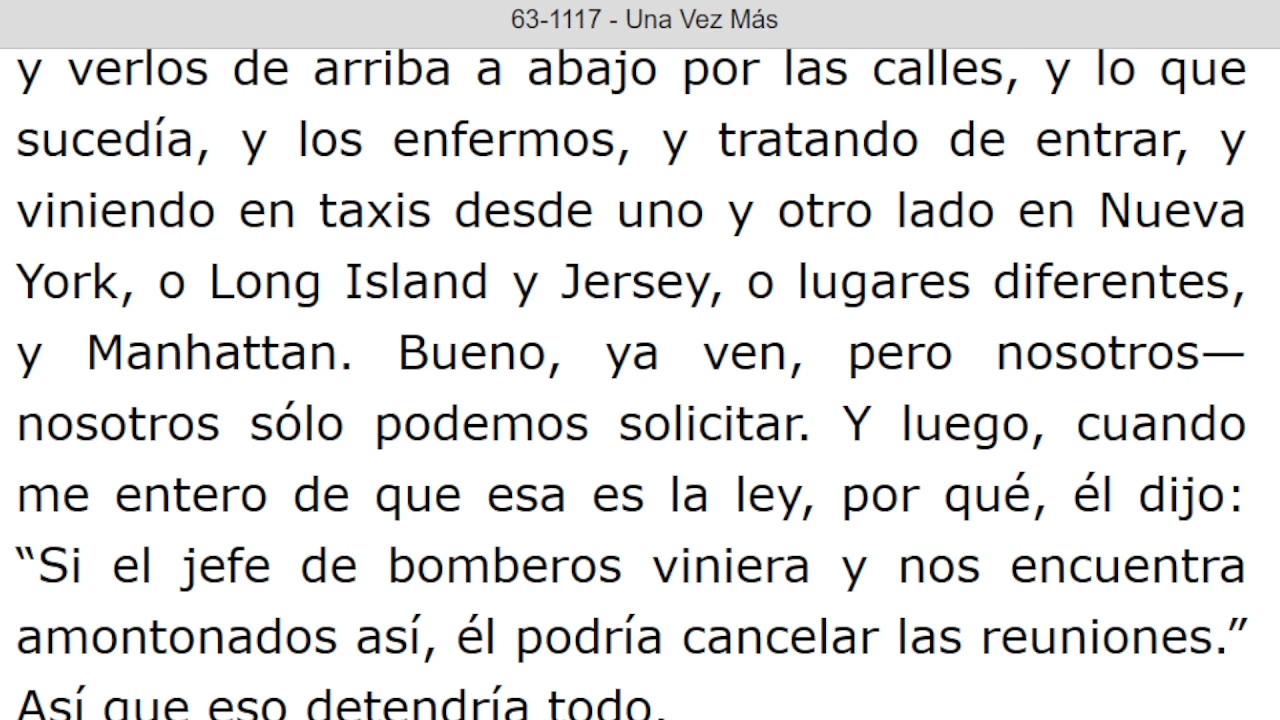 63-1117 - Una Vez Más
y verlos de arriba a abajo por las calles, y lo que
sucedía, y los enfermos, y tratando de entrar, y
viniendo en taxis desde uno y otro lado en Nueva
York, o Long Island y Jersey, o lugares diferentes,
y Manhattan. Bueno, ya ven, pero nosotros—
nosotros sólo podemos solicitar. Y luego, cuando
me entero de que esa es la ley, por qué, él dijo:
“Si el jefe de bomberos viniera y nos encuentra
amontonados así, él podría cancelar las reuniones.”
Así que eso detendría todo.